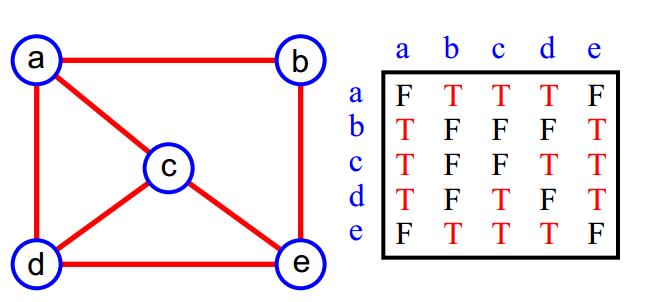 a b
c
d e
a b c d e
a F T T T F
b T F F F T
c T F F T T
d T F T F T
e F T T T F